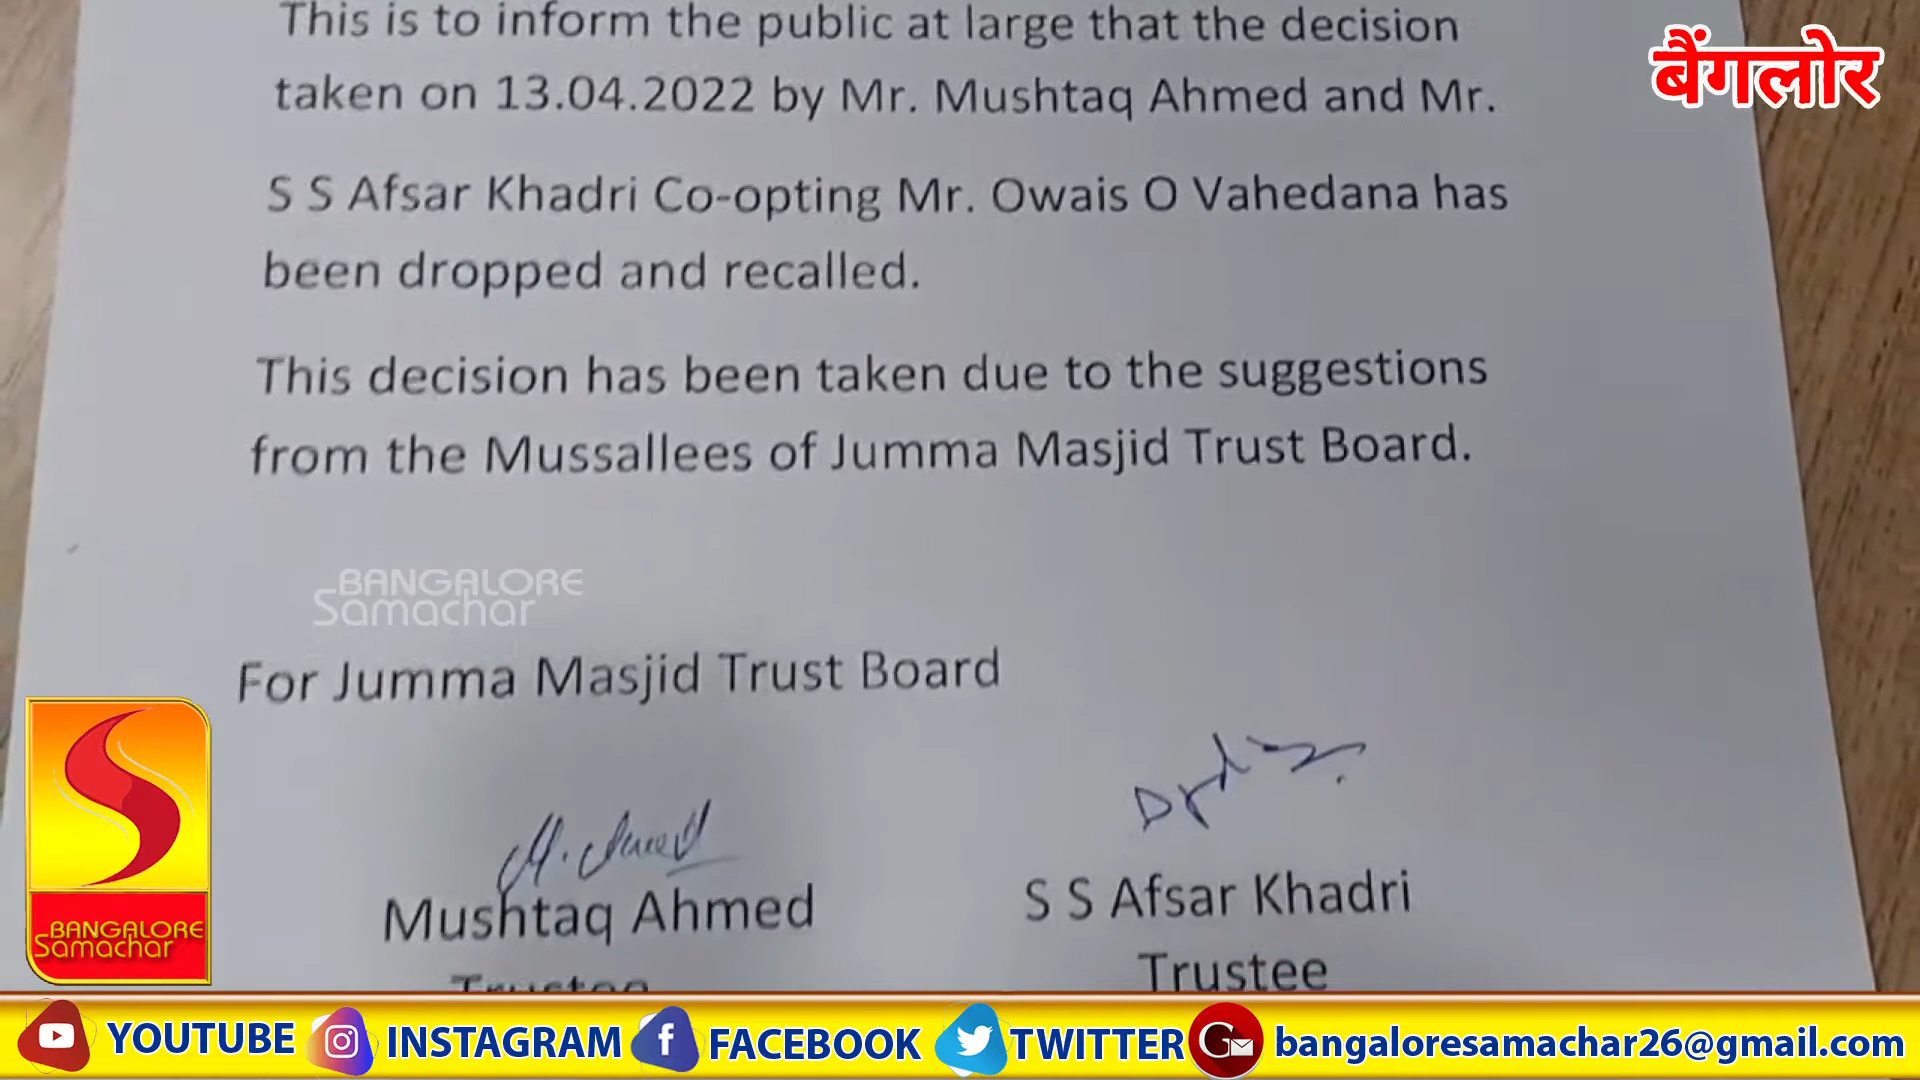 This is to inform the public at large that the decision
taken on 13.04.2022 by Mr. Mushtaq Ahmed and Mr.
S S Afsar Khadri Co-opting Mr. Owais O Vahedana has
been dropped and recalled.
This decision has been taken due to the suggestions
from the Mussallees of Jumma Masjid Trust Board.
For Jumma Masjid Trust Board
Mushtaq Ahmed
S S Afsar Khadri
Trustee
Trustee
बैंगलोर
BANGALORE
Samachar
BANGALORE
Samachar
YOUTUBE INSTAGRAM FACEBOOK TWITTER bangaloresamachar26@gmail.com